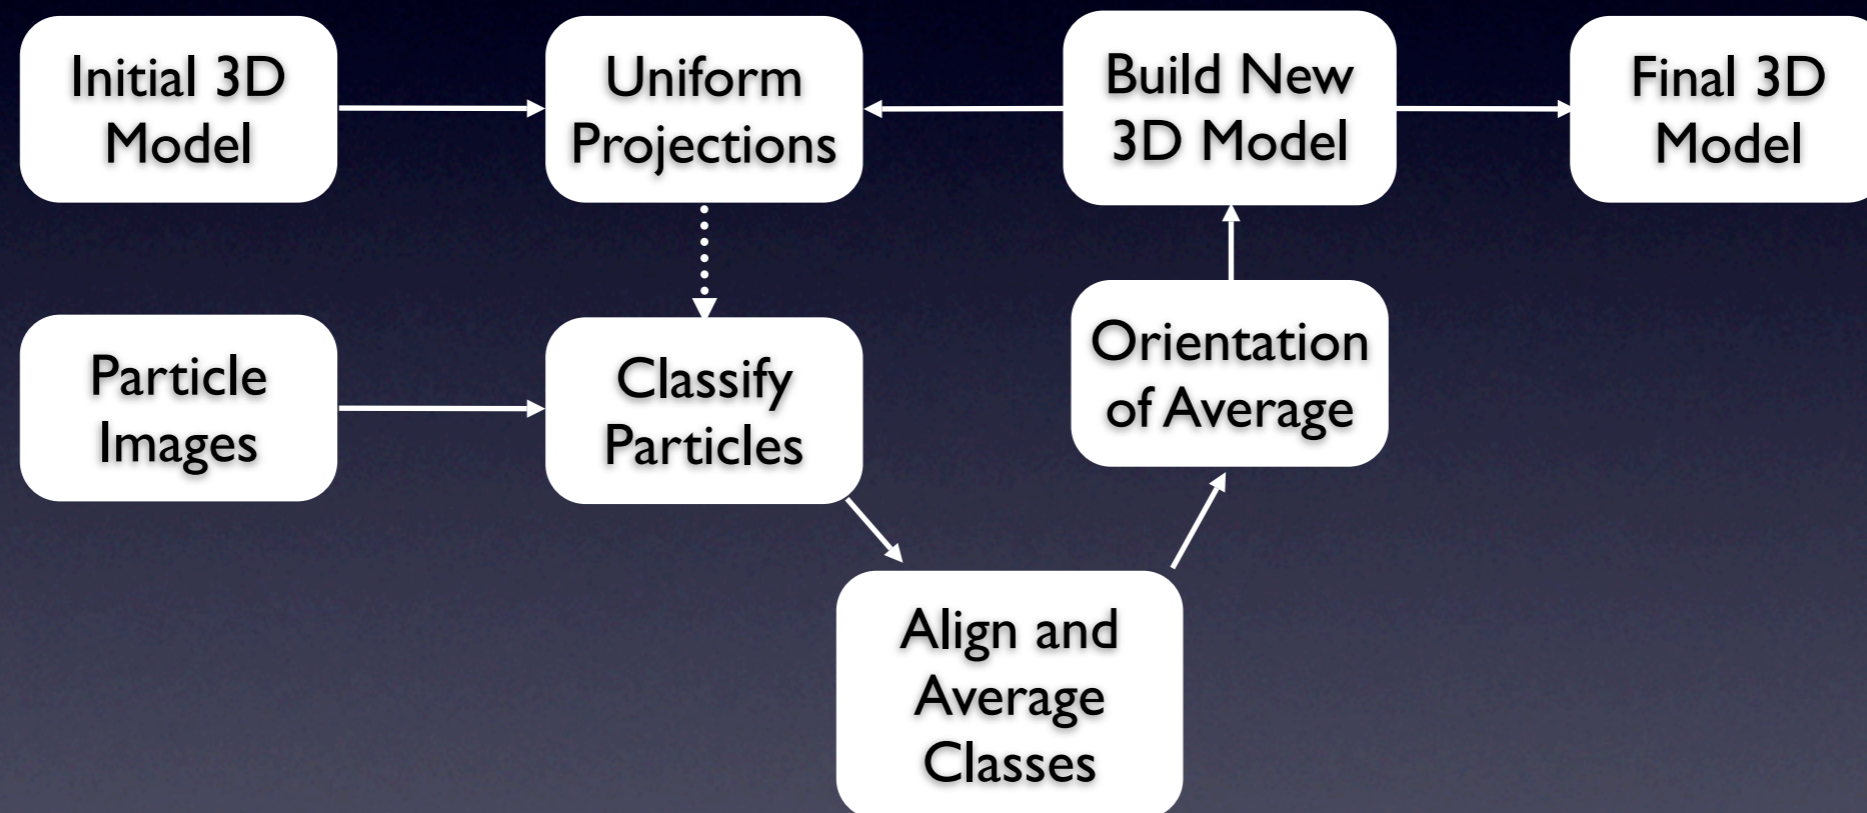 Initial 3D
Model
Uniform
Projections
Build New
3D Model
Final 3D
Model
Particle
Images
Classify
Particles
Orientation
of Average
Align and
Average
Classes